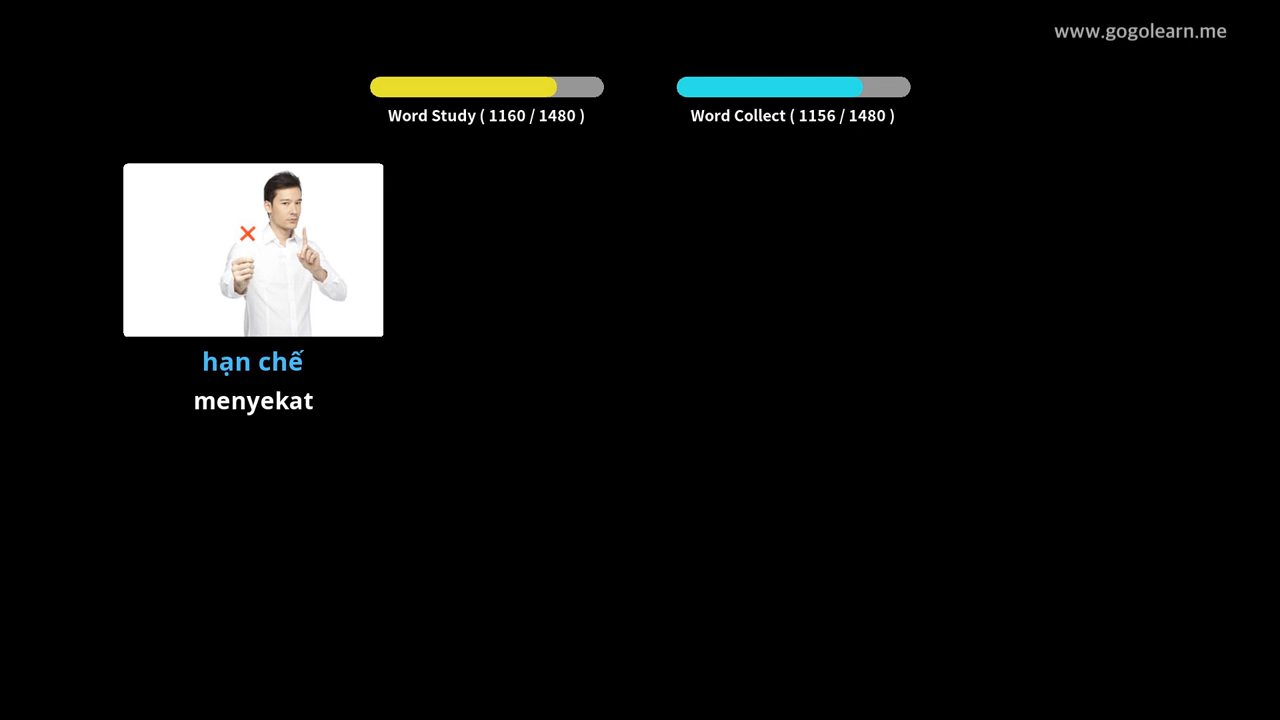 www.gogolearn.me
Word Study ( 1160 / 1480 )
Word Collect ( 1156 / 1480 )
hạn chế
menyekat